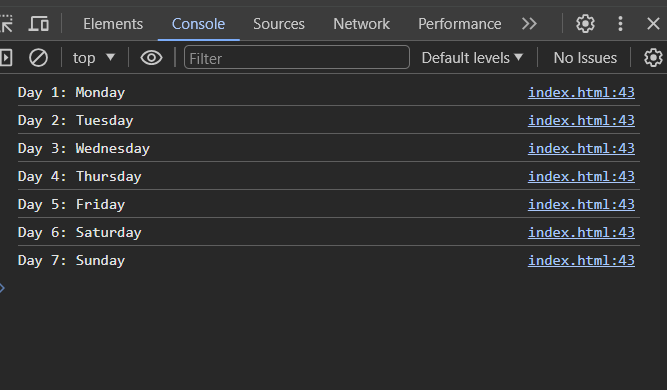 Elements Console Sources Network Performance
top Filter Default levels No Issues
Day 1: Monday index.html:43
Day 2: Tuesday index.html:43
Day 3: Wednesday index.html:43
Day 4: Thursday index.html:43
Day 5: Friday index.html:43
Day 6: Saturday index.html:43
Day 7: Sunday index.html:43